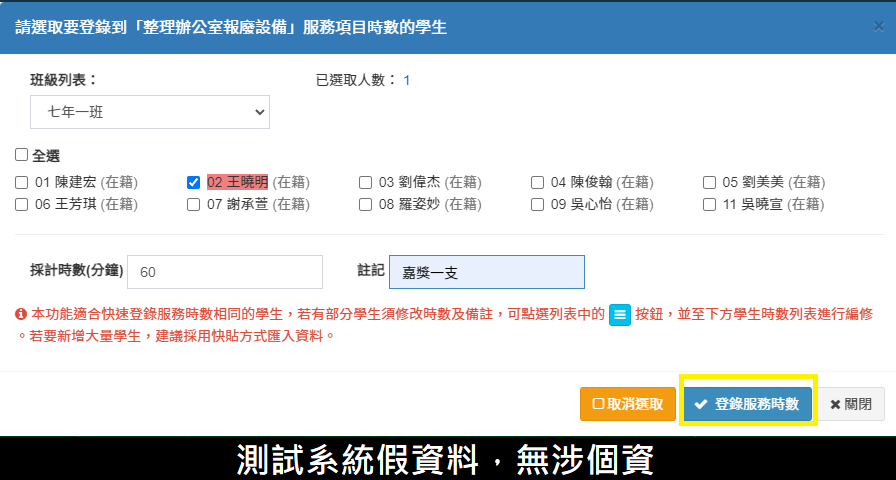 請選取要登錄到「整理辦公室報廢設備」服務項目時數的學生 ×
班級列表： 已選取人數： 1
七年一班
全選
01 陳建宏 (在籍) 02 王曉明 (在籍) 03 劉偉杰 (在籍) 04 陳俊翰 (在籍) 05 劉美美 (在籍)
06 王芳琪 (在籍) 07 謝承萱 (在籍) 08 羅姿妙 (在籍) 09 吳心怡 (在籍) 11 吳曉宣 (在籍)
採計時數(分鐘) 60 註記 嘉獎一支
本功能適合快速登錄服務時數相同的學生，若有部分學生須修改時數及備註，可點選列表中的 按鈕，並至下方學生時數列表進行編修
。若要新增大量學生，建議採用快貼方式匯入資料。
取消選取 登錄服務時數 關閉
測試系統假資料，無涉個資